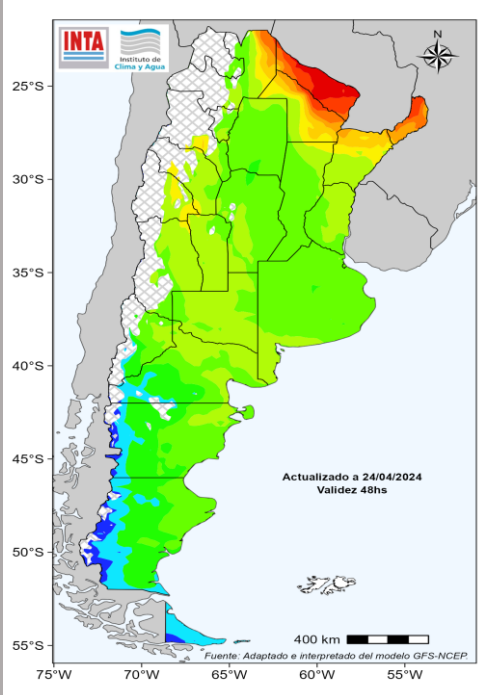 INTA
Instituto de
Clima y Agua
N
25°S
30°S
35°S
40°S
45°S
50°S
55°S
Actualizado a 24/04/2024
Validez 48hs
400 km
Fuente: Adaptado e interpretado del modelo GFS-NCEP.
75°W
70°W
65°W
60°W
55°W